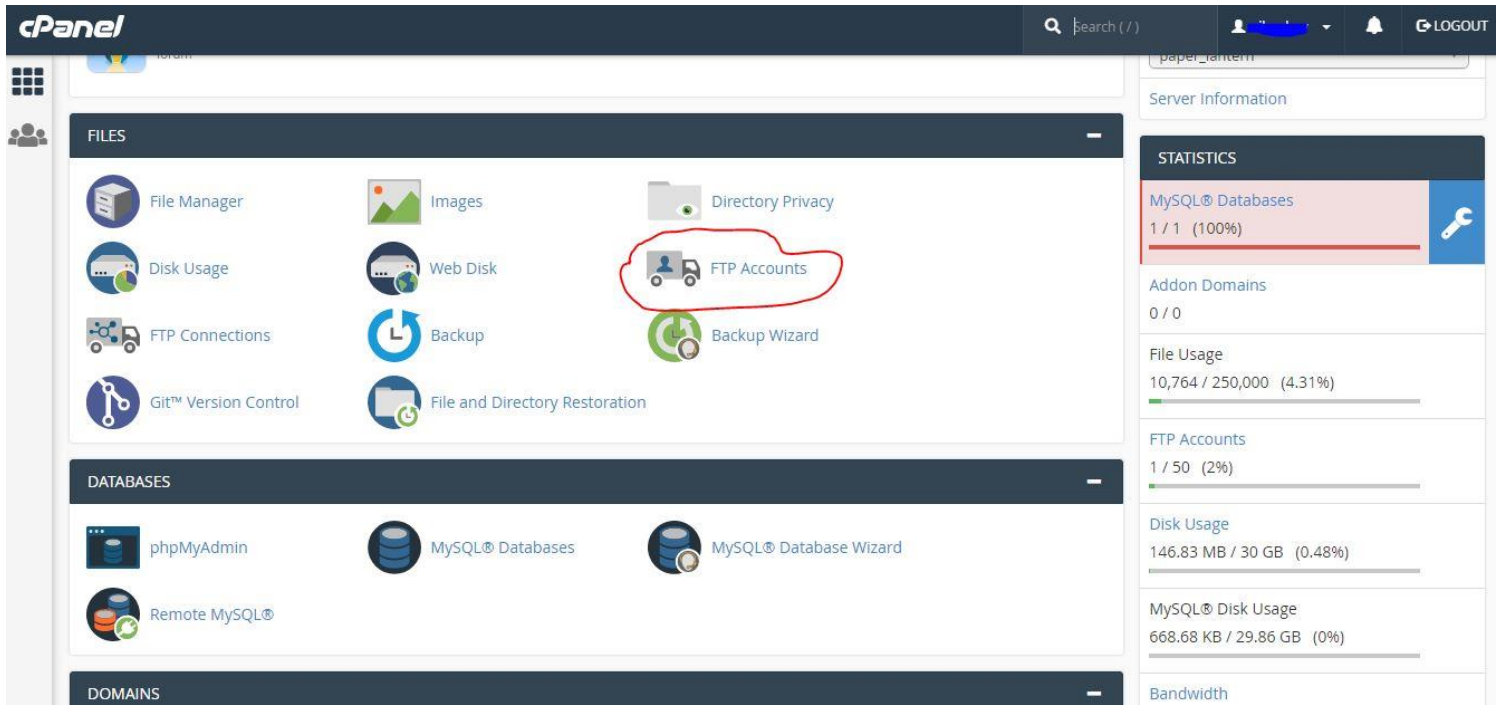 cPanel
Search ( / )
LOGOUT
forum
paper_lantern
Server Information
FILES
File Manager
Images
Directory Privacy
Disk Usage
Web Disk
FTP Accounts
FTP Connections
Backup
Backup Wizard
Git™ Version Control
File and Directory Restoration
DATABASES
phpMyAdmin
MySQL® Databases
MySQL® Database Wizard
Remote MySQL®
DOMAINS
STATISTICS
MySQL® Databases
1 / 1 (100%)
Addon Domains
0 / 0
File Usage
10,764 / 250,000 (4.31%)
FTP Accounts
1 / 50 (2%)
Disk Usage
146.83 MB / 30 GB (0.48%)
MySQL® Disk Usage
668.68 KB / 29.86 GB (0%)
Bandwidth